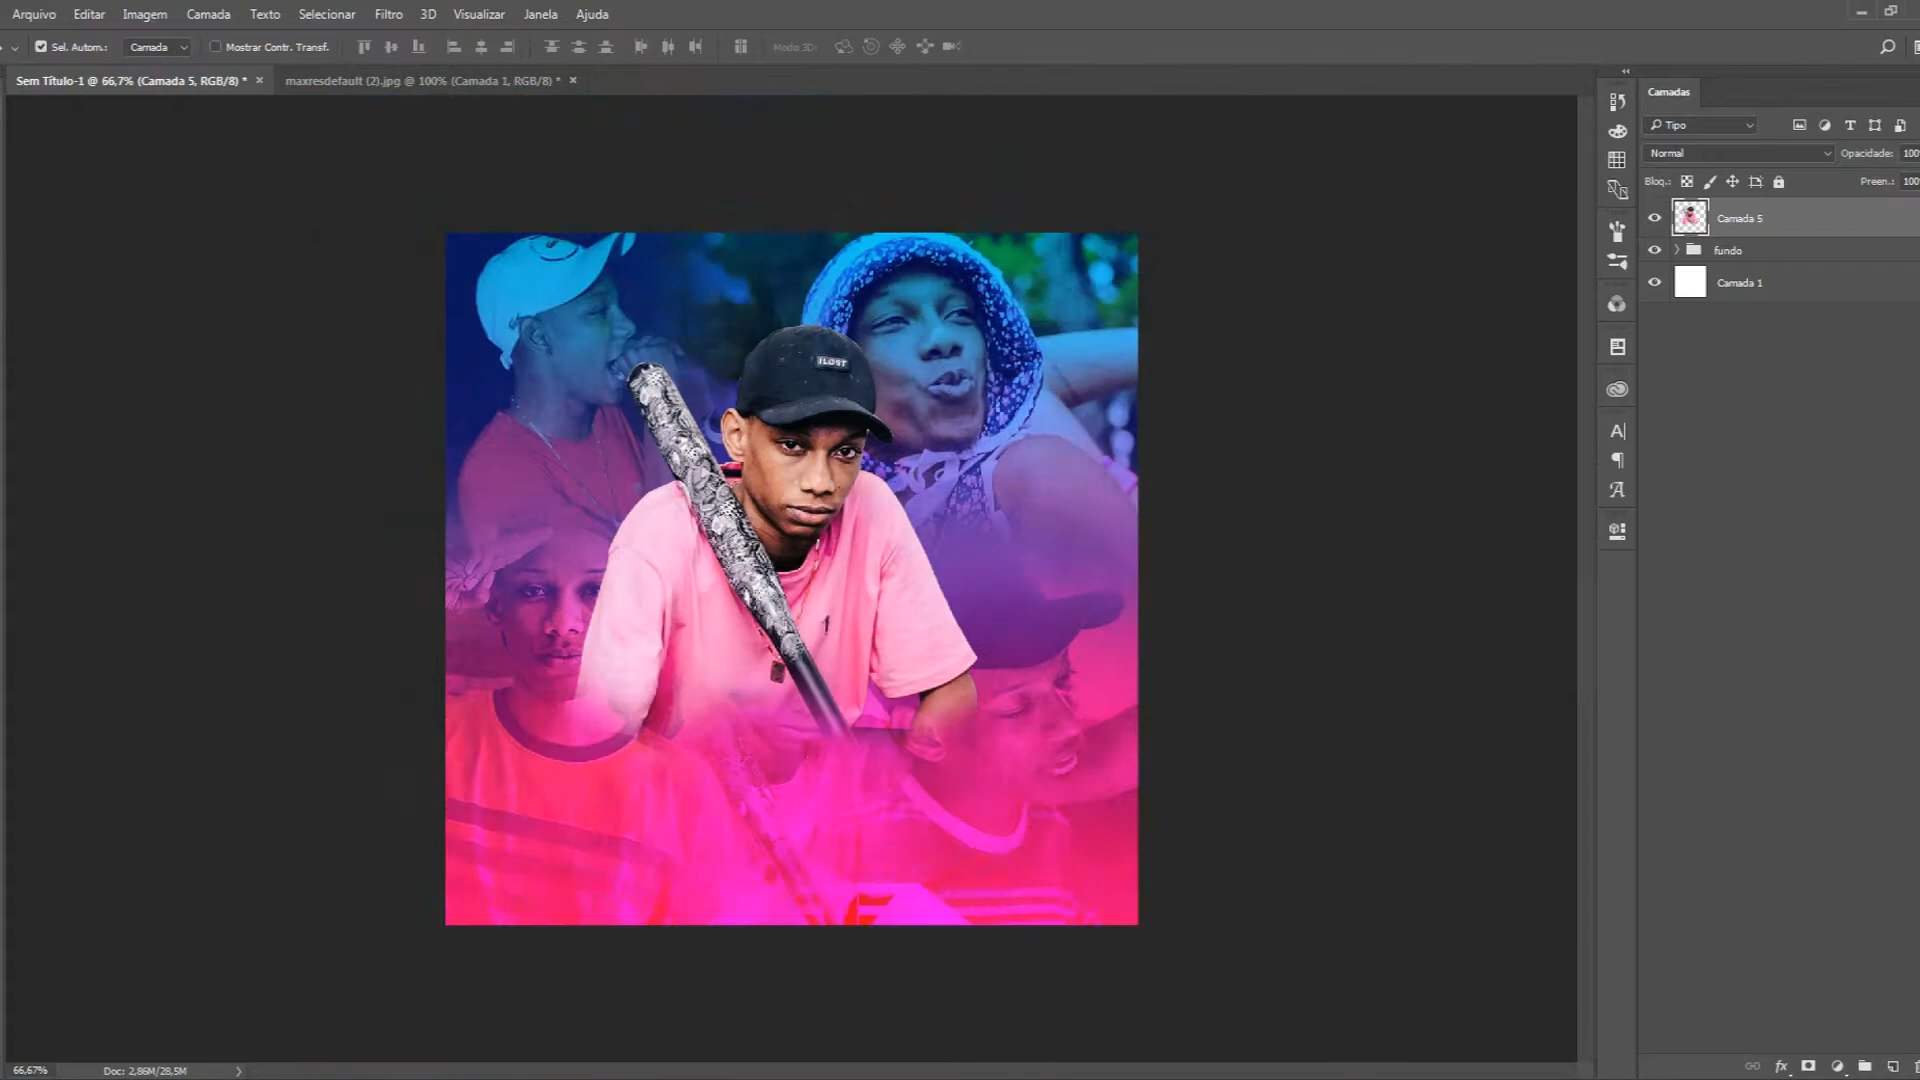 Arquivo Editar Imagem Camada Texto Selecionar Filtro 3D Visualizar Janela Ajuda
Sel. Autom.: Camada Mostrar Contr. Transf. Modo 3D:
Sem Título-1 @ 66,7% (Camada 5, RGB/8) * × maxresdefault (2).jpg @ 100% (Camada 1, RGB/8) * ×
Camadas
Tipo
Normal Opacidade: 100
Bloq.: Preen.: 100
Camada 5
fundo
Camada 1
ILOST
66,67% Doc: 2,86M/28,5M